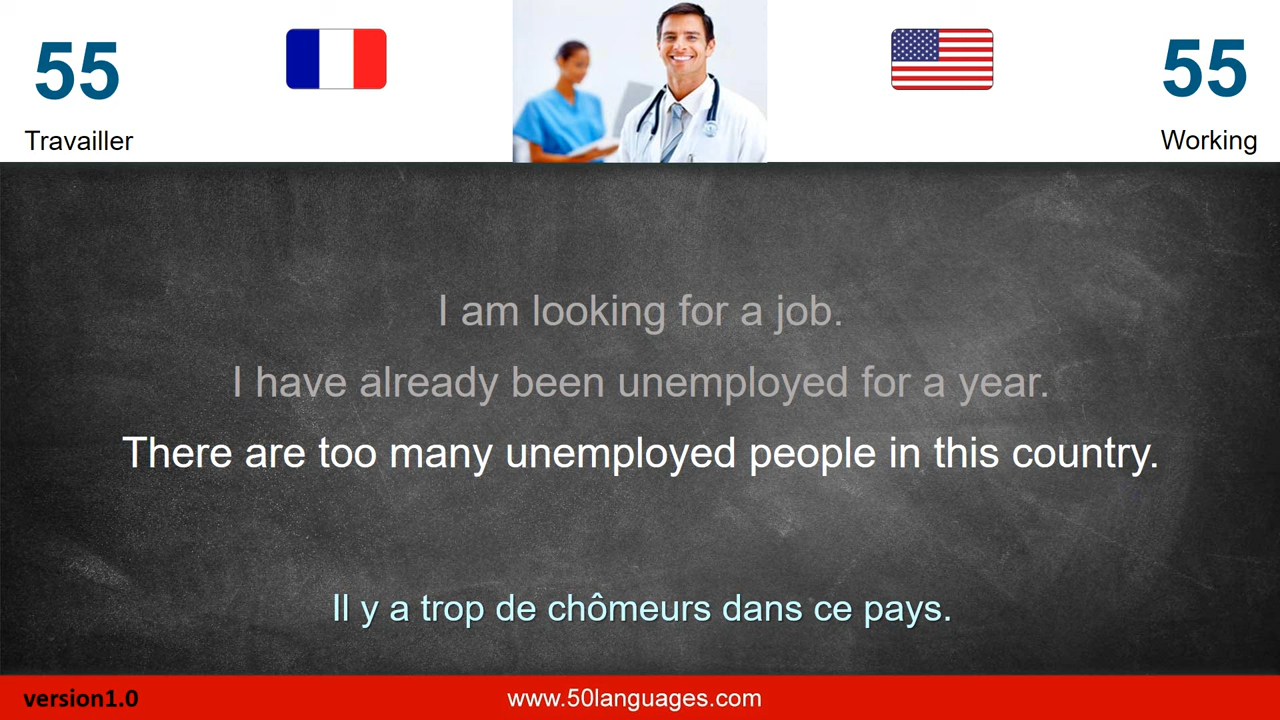 55
55
Travailler
Working
I am looking for a job.
I have already been unemployed for a year.
There are too many unemployed people in this country.
Il y a trop de chômeurs dans ce pays.
version1.0
www.50languages.com